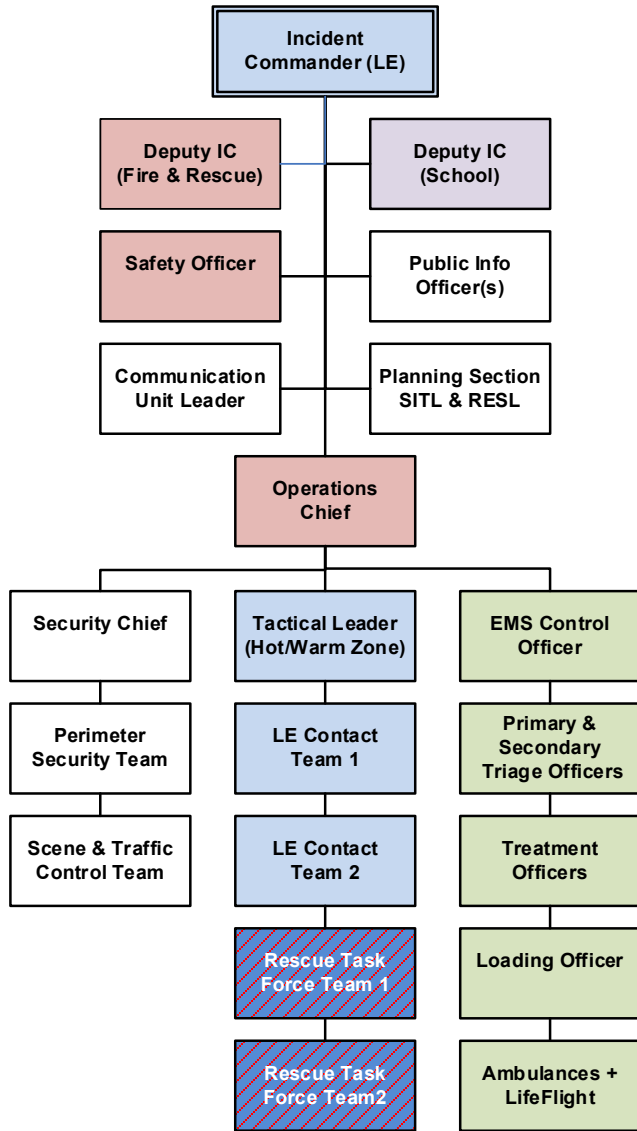 Incident
Commander (LE)
Deputy IC
(Fire & Rescue)
Deputy IC
(School)
Safety Officer
Public Info
Officer(s)
Communication
Unit Leader
Planning Section
SITL & RESL
Operations
Chief
Security Chief
Tactical Leader
(Hot/Warm Zone)
EMS Control
Officer
Perimeter
Security Team
LE Contact
Team 1
Primary &
Secondary
Triage Officers
Scene & Traffic
Control Team
LE Contact
Team 2
Treatment
Officers
Rescue Task
Force Team 1
Loading Officer
Rescue Task
Force Team2
Ambulances +
LifeFlight